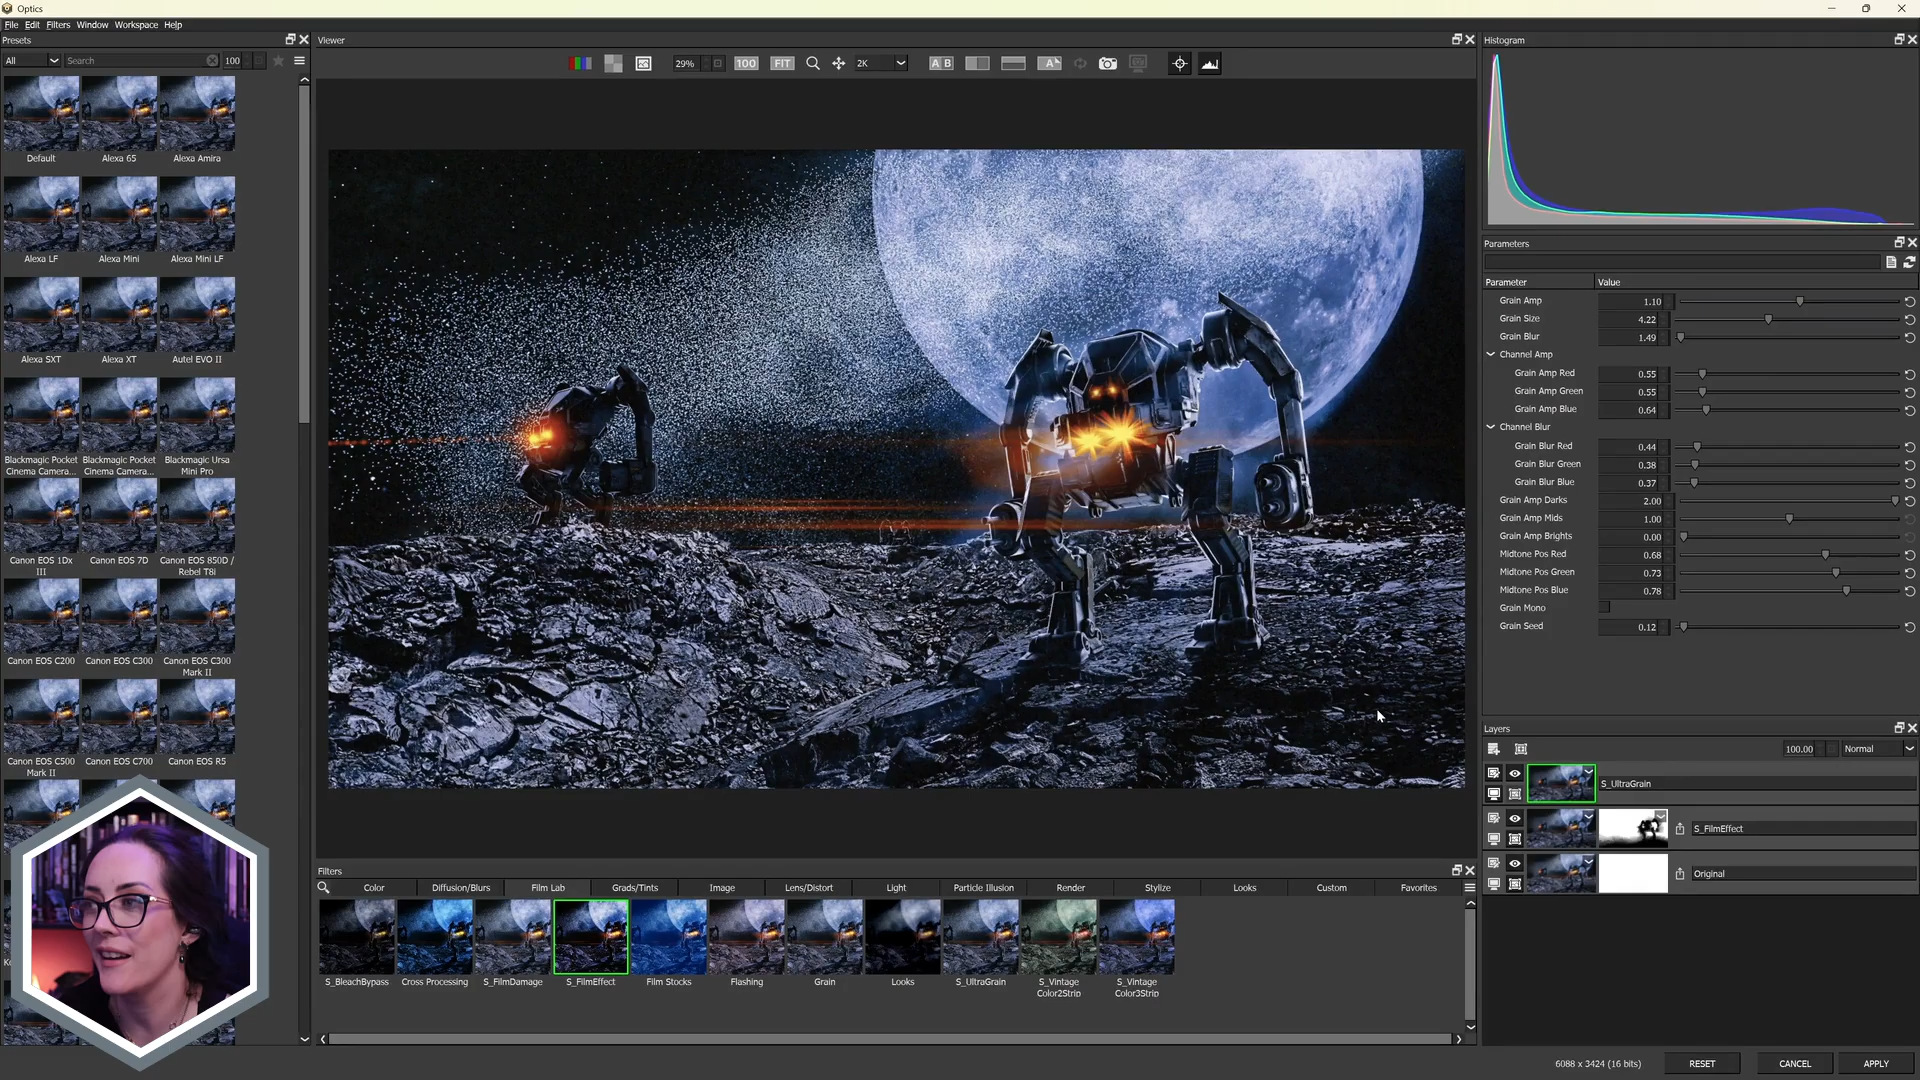 Optics
File Edit Filters Window Workspace Help
Presets
All Search 100
Default Alexa 65 Alexa Amira
Alexa LF Alexa Mini Alexa Mini LF
Alexa SXT Alexa XT Autel EVO II
Blackmagic Pocket Cinema Camera... Blackmagic Pocket Cinema Camera... Blackmagic Ursa Mini Pro
Canon EOS 1Dx III Canon EOS 7D Canon EOS 850D / Rebel T8i
Canon EOS C200 Canon EOS C300 Canon EOS C300 Mark II
Canon EOS C500 Mark II Canon EOS C700 Canon EOS R5
Viewer
29% 100 FIT 2K A B A
Filters
Color Diffusion/Blurs Film Lab Grads/Tints Image Lens/Distort Light Particle Illusion Render Stylize Looks Custom Favorites
S_BleachBypass Cross Processing S_FilmDamage S_FilmEffect Film Stocks Flashing Grain Looks S_UltraGrain S_Vintage Color2Strip S_Vintage Color3Strip
Histogram
Parameters
Parameter Value
Grain Amp 1.10
Grain Size 4.22
Grain Blur 1.49
Channel Amp
Grain Amp Red 0.55
Grain Amp Green 0.55
Grain Amp Blue 0.64
Channel Blur
Grain Blur Red 0.44
Grain Blur Green 0.38
Grain Blur Blue 0.37
Grain Amp Darks 2.00
Grain Amp Mids 1.00
Grain Amp Brights 0.00
Midtone Pos Red 0.68
Midtone Pos Green 0.73
Midtone Pos Blue 0.78
Grain Mono
Grain Seed 0.12
Layers
100.00 Normal
S_UltraGrain
S_FilmEffect
Original
6088 x 3424 (16 bits) RESET CANCEL APPLY